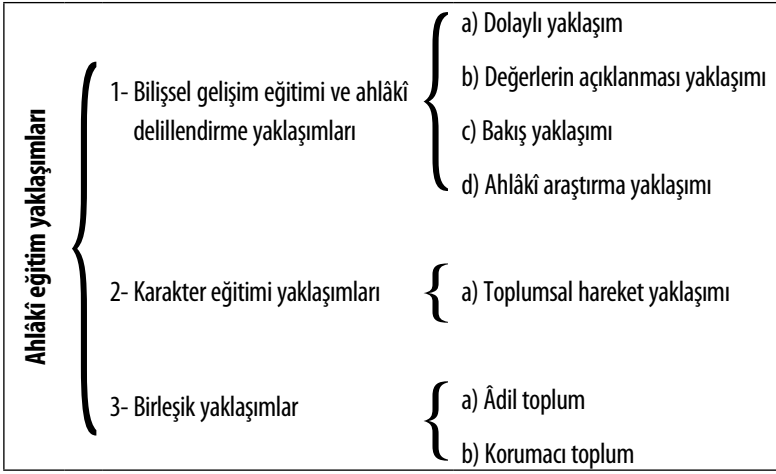 Ahlâkî eğitim yaklaşımları
1- Bilişsel gelişim eğitimi ve ahlâkî
delillendirme yaklaşımları
a) Dolaylı yaklaşım
b) Değerlerin açıklanması yaklaşımı
c) Bakış yaklaşımı
d) Ahlâkî araştırma yaklaşımı
2- Karakter eğitimi yaklaşımları
a) Toplumsal hareket yaklaşımı
3- Birleşik yaklaşımlar
a) Âdil toplum
b) Korumacı toplum